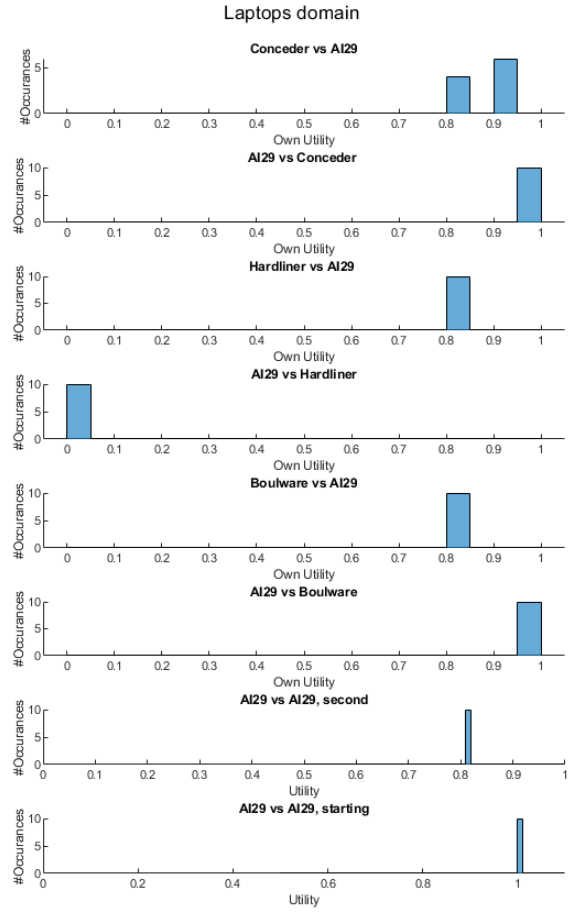 Laptops domain
Conceder vs AI29
#Occurances
5
0
0 0.1 0.2 0.3 0.4 0.5 0.6 0.7 0.8 0.9 1
Own Utility
AI29 vs Conceder
#Occurances
10
5
0
0 0.1 0.2 0.3 0.4 0.5 0.6 0.7 0.8 0.9 1
Own Utility
Hardliner vs AI29
#Occurances
10
5
0
0 0.1 0.2 0.3 0.4 0.5 0.6 0.7 0.8 0.9 1
Own Utility
AI29 vs Hardliner
#Occurances
10
5
0
0 0.1 0.2 0.3 0.4 0.5 0.6 0.7 0.8 0.9 1
Own Utility
Boulware vs AI29
#Occurances
10
5
0
0 0.1 0.2 0.3 0.4 0.5 0.6 0.7 0.8 0.9 1
Own Utility
AI29 vs Boulware
#Occurances
10
5
0
0 0.1 0.2 0.3 0.4 0.5 0.6 0.7 0.8 0.9 1
Own Utility
AI29 vs AI29, second
#Occurances
10
5
0
0 0.1 0.2 0.3 0.4 0.5 0.6 0.7 0.8 0.9 1
Utility
AI29 vs AI29, starting
#Occurances
10
5
0
0 0.2 0.4 0.6 0.8 1
Utility